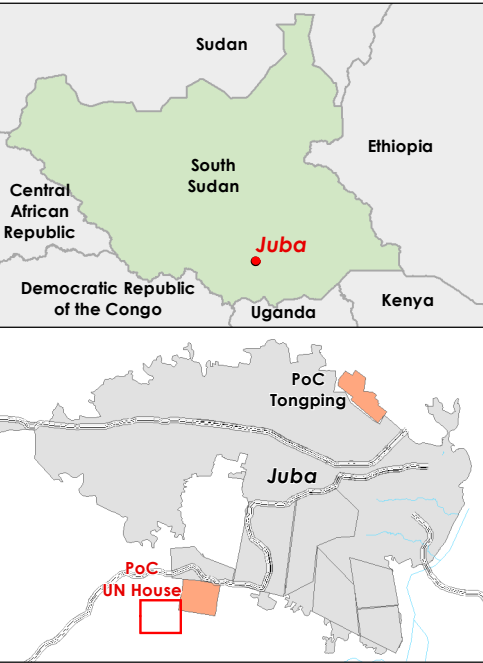 Sudan
Ethiopia
South
Sudan
Central
African
Republic
Juba
Democratic Republic
of the Congo
Uganda
Kenya
PoC
Tongping
Juba
PoC
UN House